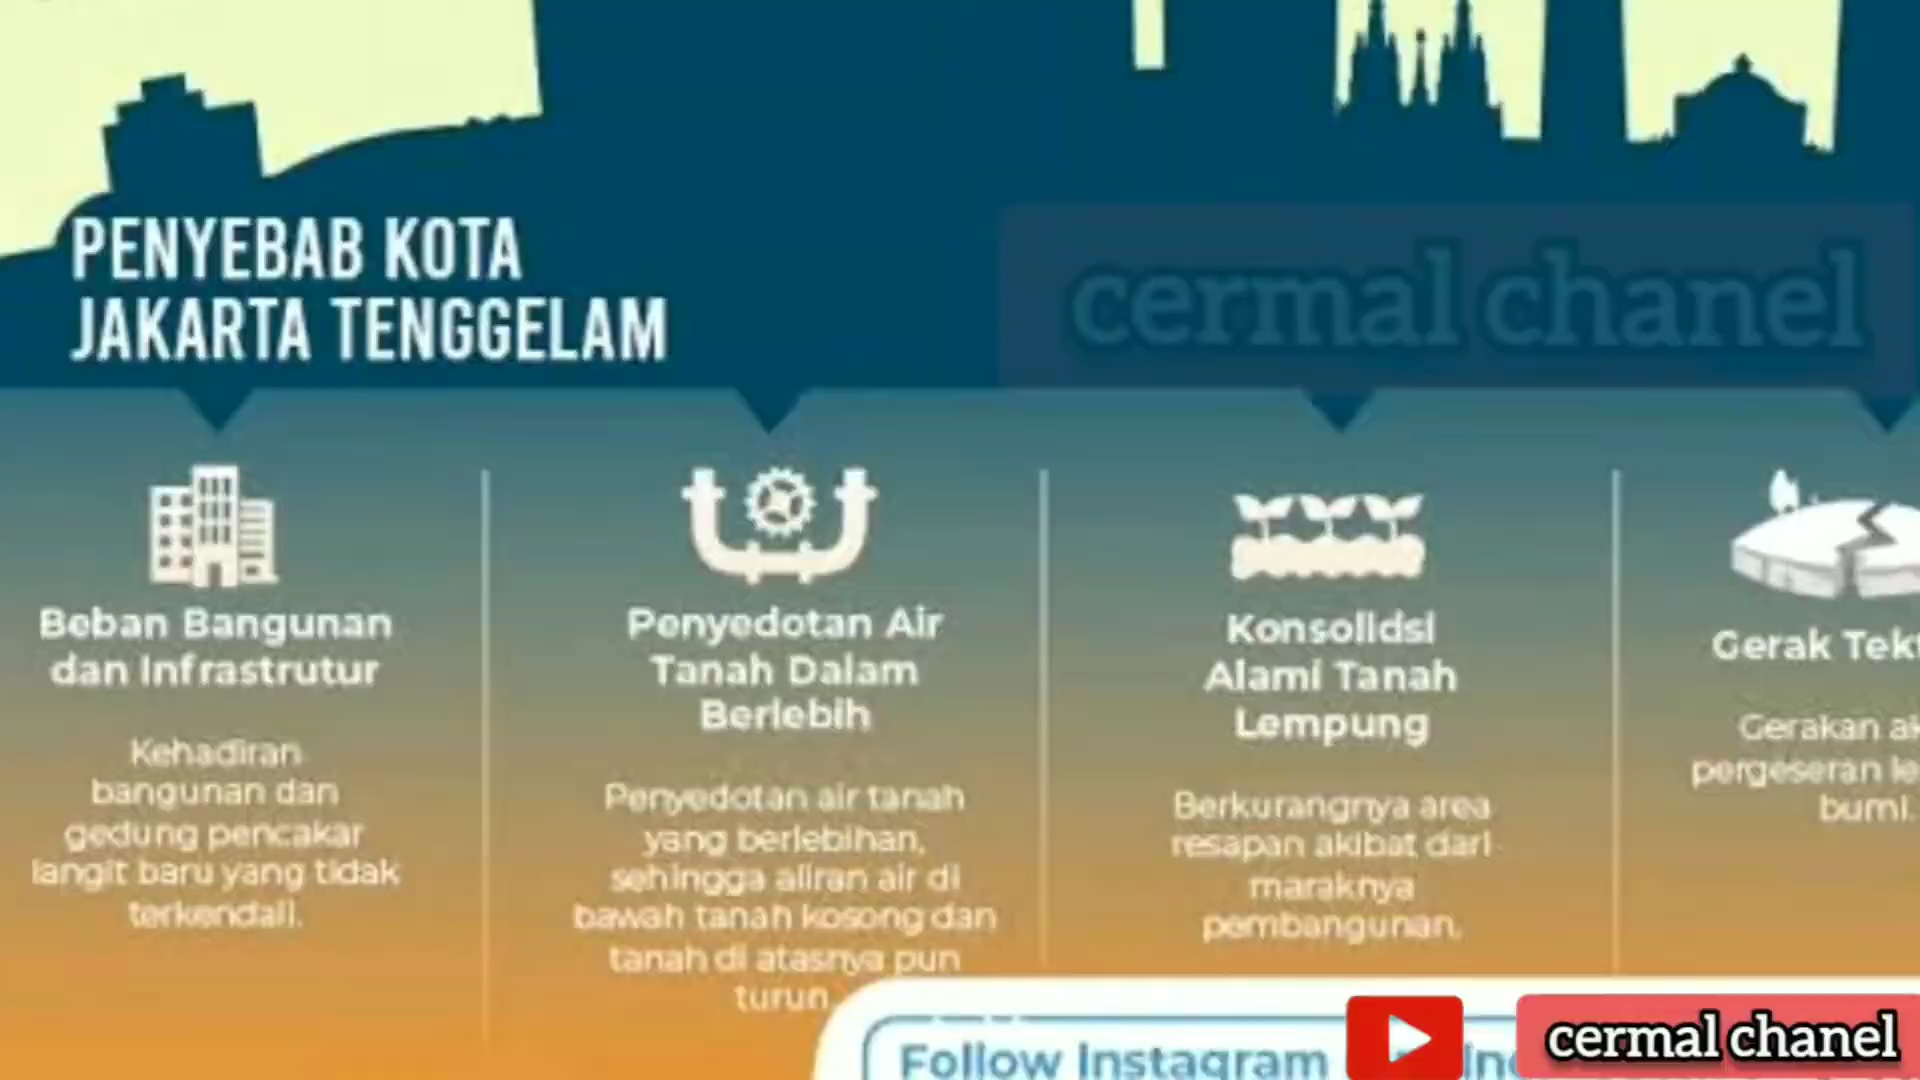 PENYEBAB KOTA
JAKARTA TENGGELAM
cermal chanel
Beban Bangunan
dan Infrastrutur
Kehadiran
bangunan dan
gedung pencakar
langit baru yang tidak
terkendali.
Penyedotan Air
Tanah Dalam
Berlebih
Penyedotan air tanah
yang berlebihan,
sehingga aliran air di
bawah tanah kosong dan
tanah di atasnya pun
turun.
Konsolidsi
Alami Tanah
Lempung
Berkurangnya area
resapan akibat dari
maraknya
pembangunan.
Gerak
Gerakan
pergeseran
bumi.
Follow Instagram
cermal chanel